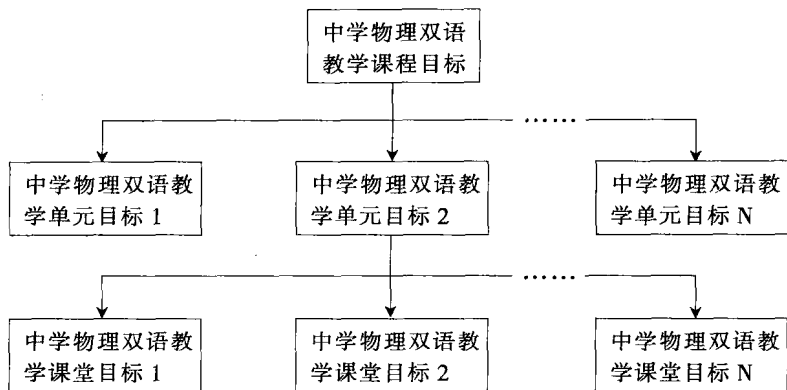 中学物理双语
教学课程目标
……
中学物理双语教
学单元目标 1
中学物理双语教
学单元目标 2
中学物理双语教
学单元目标 N
……
中学物理双语教
学课堂目标 1
中学物理双语教
学课堂目标 2
中学物理双语教
学课堂目标 N